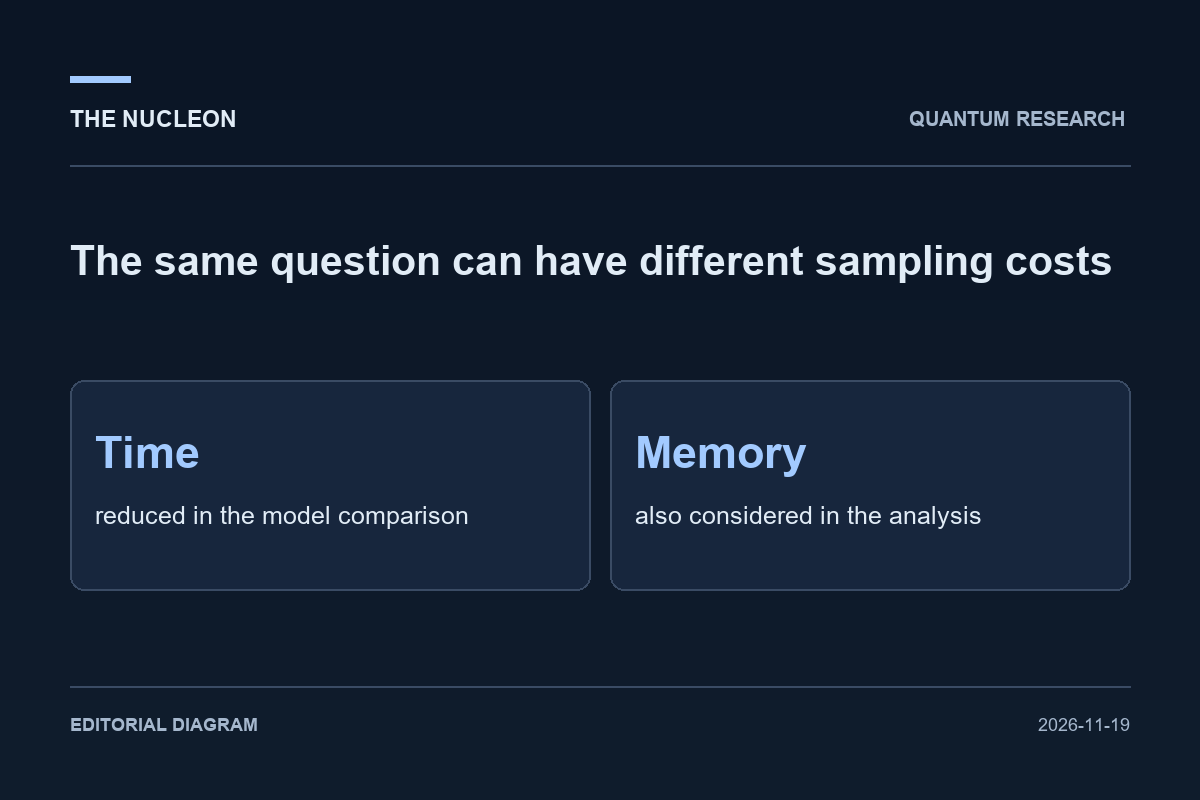 THE NUCLEON
QUANTUM RESEARCH
The same question can have different sampling costs
Time
reduced in the model comparison
Memory
also considered in the analysis
EDITORIAL DIAGRAM
2026-11-19